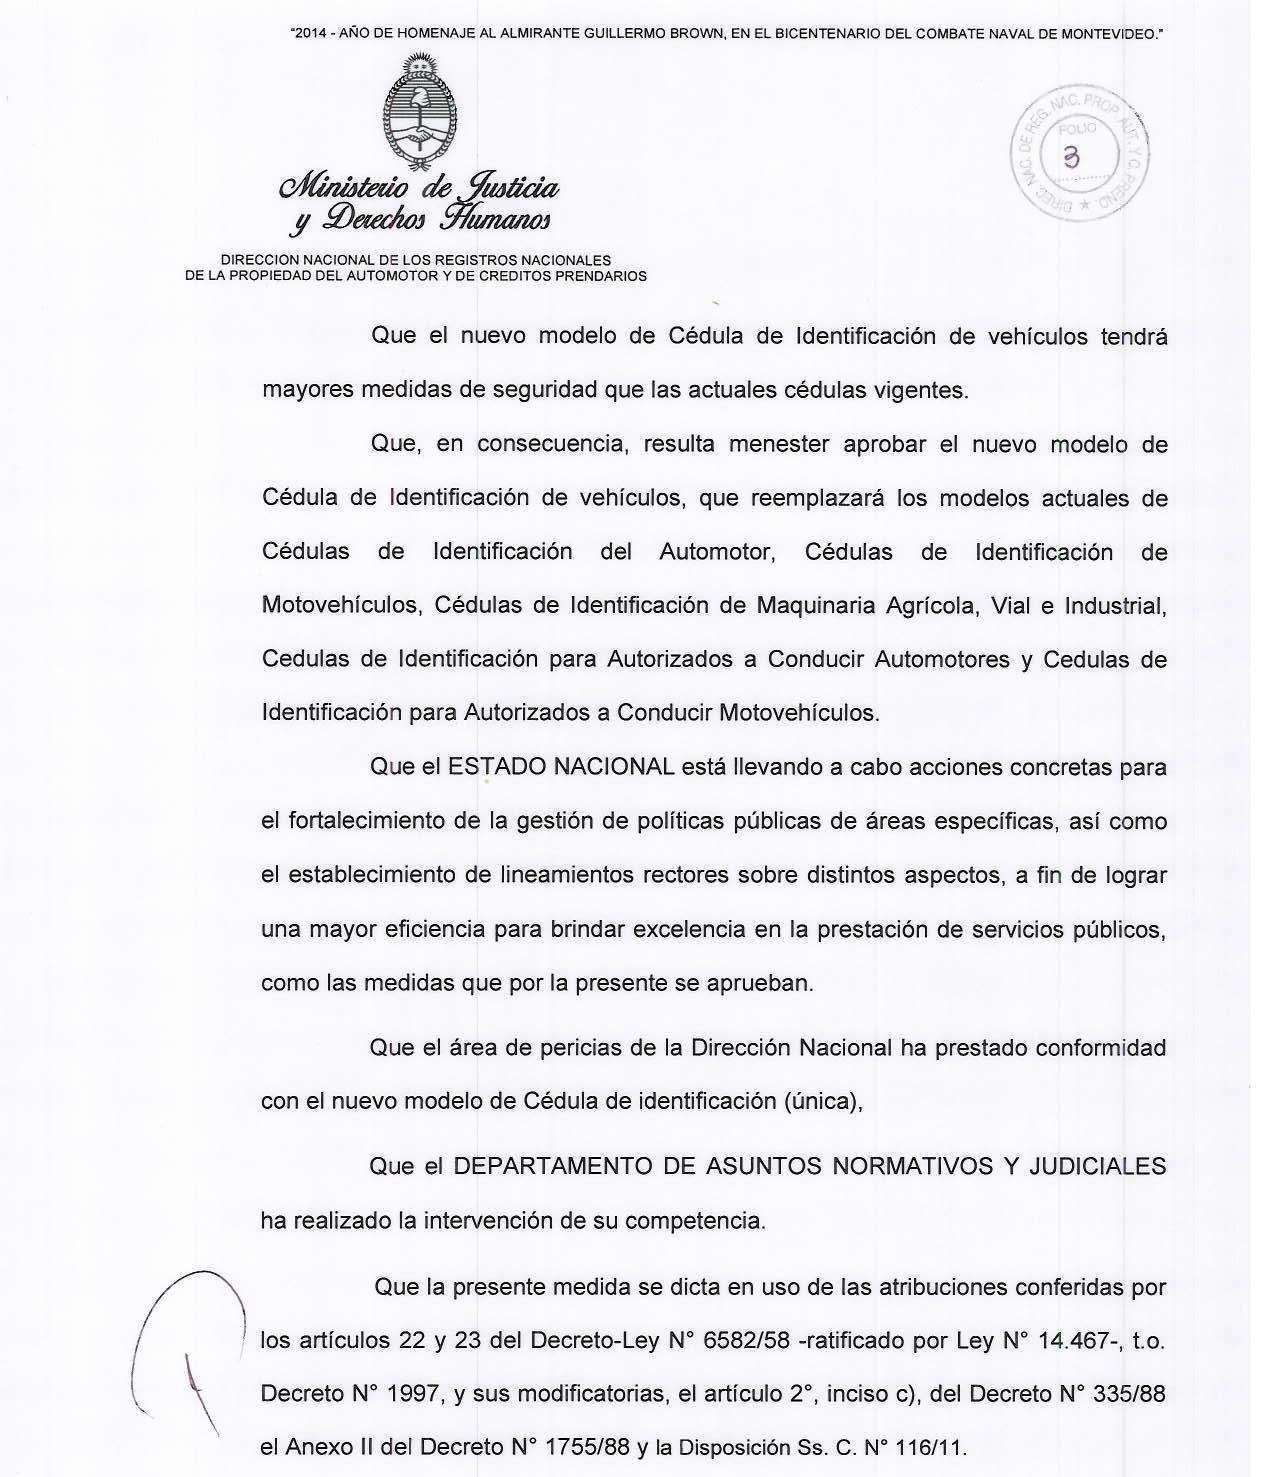 "2014 - AÑO DE HOMENAJE AL ALMIRANTE GUILLERMO BROWN, EN EL BICENTENARIO DEL COMBATE NAVAL DE MONTEVIDEO."
Ministerio de Justicia
y Derechos Humanos
DIRECCION NACIONAL DE LOS REGISTROS NACIONALES
DE LA PROPIEDAD DEL AUTOMOTOR Y DE CREDITOS PRENDARIOS
DIREC. NAC. DE REG. NAC. PROP. AUT. Y C. PREND.
FOLIO
3
Que el nuevo modelo de Cédula de Identificación de vehículos tendrá
mayores medidas de seguridad que las actuales cédulas vigentes.
Que, en consecuencia, resulta menester aprobar el nuevo modelo de
Cédula de Identificación de vehículos, que reemplazará los modelos actuales de
Cédulas de Identificación del Automotor, Cédulas de Identificación de
Motovehículos, Cédulas de Identificación de Maquinaria Agrícola, Vial e Industrial,
Cedulas de Identificación para Autorizados a Conducir Automotores y Cedulas de
Identificación para Autorizados a Conducir Motovehículos.
Que el ESTADO NACIONAL está llevando a cabo acciones concretas para
el fortalecimiento de la gestión de políticas públicas de áreas específicas, así como
el establecimiento de lineamientos rectores sobre distintos aspectos, a fin de lograr
una mayor eficiencia para brindar excelencia en la prestación de servicios públicos,
como las medidas que por la presente se aprueban.
Que el área de pericias de la Dirección Nacional ha prestado conformidad
con el nuevo modelo de Cédula de identificación (única),
Que el DEPARTAMENTO DE ASUNTOS NORMATIVOS Y JUDICIALES
ha realizado la intervención de su competencia.
Que la presente medida se dicta en uso de las atribuciones conferidas por
los artículos 22 y 23 del Decreto-Ley N° 6582/58 -ratificado por Ley N° 14.467-, t.o.
Decreto N° 1997, y sus modificatorias, el artículo 2°, inciso c), del Decreto N° 335/88
el Anexo II del Decreto N° 1755/88 y la Disposición Ss. C. N° 116/11.